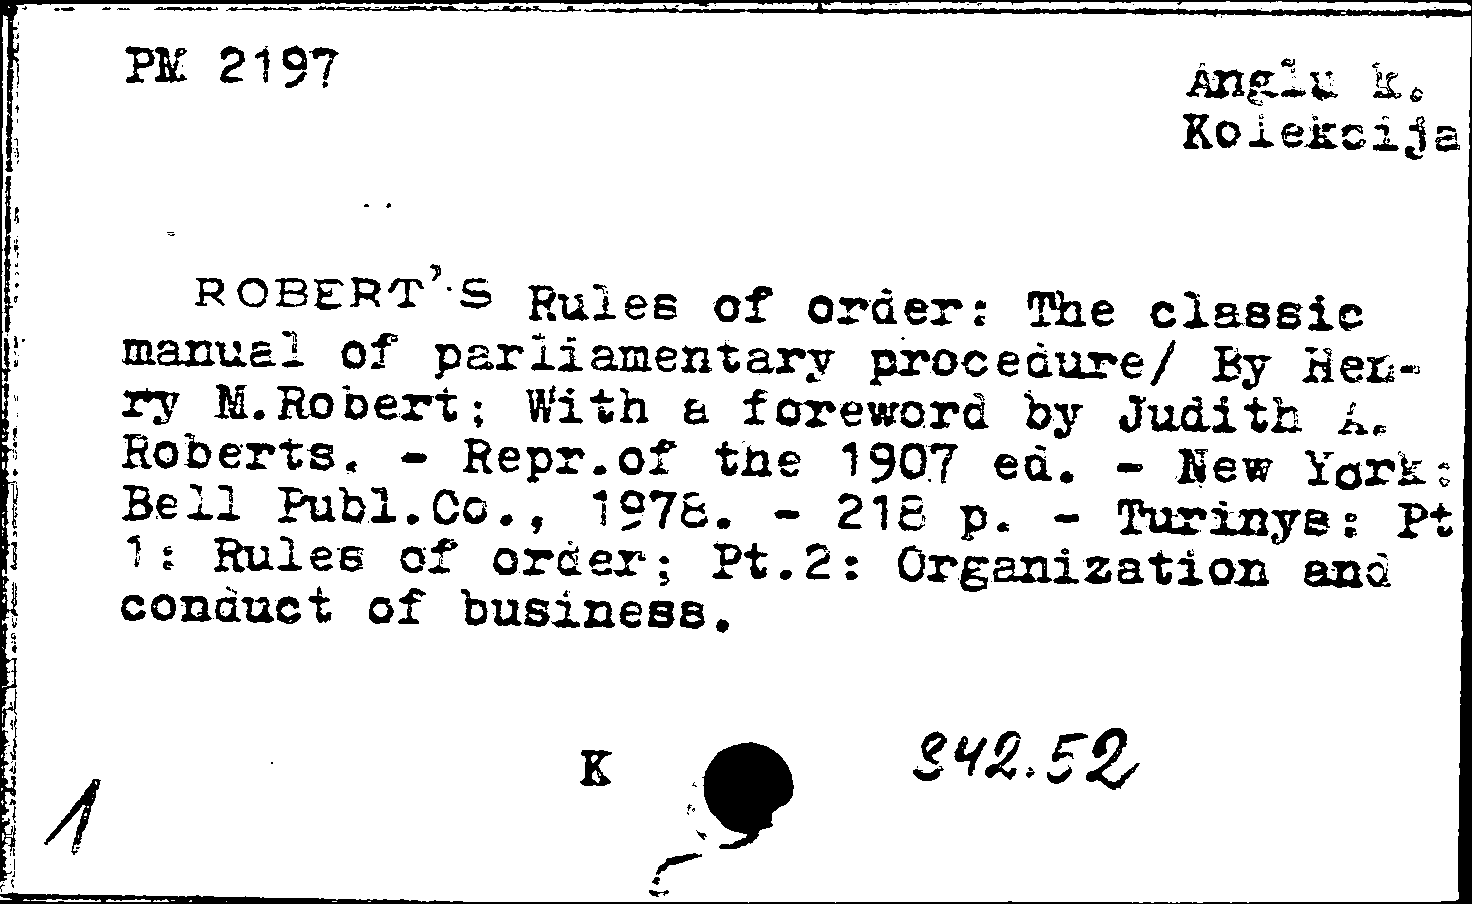 PM 2197
Anglu k.
Kolekcija
ROBERT'S Rules of order: The classic
manual of parliamentary procedure/ By Hen-
ry M.Robert; With a foreword by Judith A.
Roberts. - Repr.of the 1907 ed. - New York:
Bell Publ.Co., 1978. - 218 p. - Turinys: Pt
1: Rules of order; Pt.2: Organization and
conduct of business.
K
342.52
1